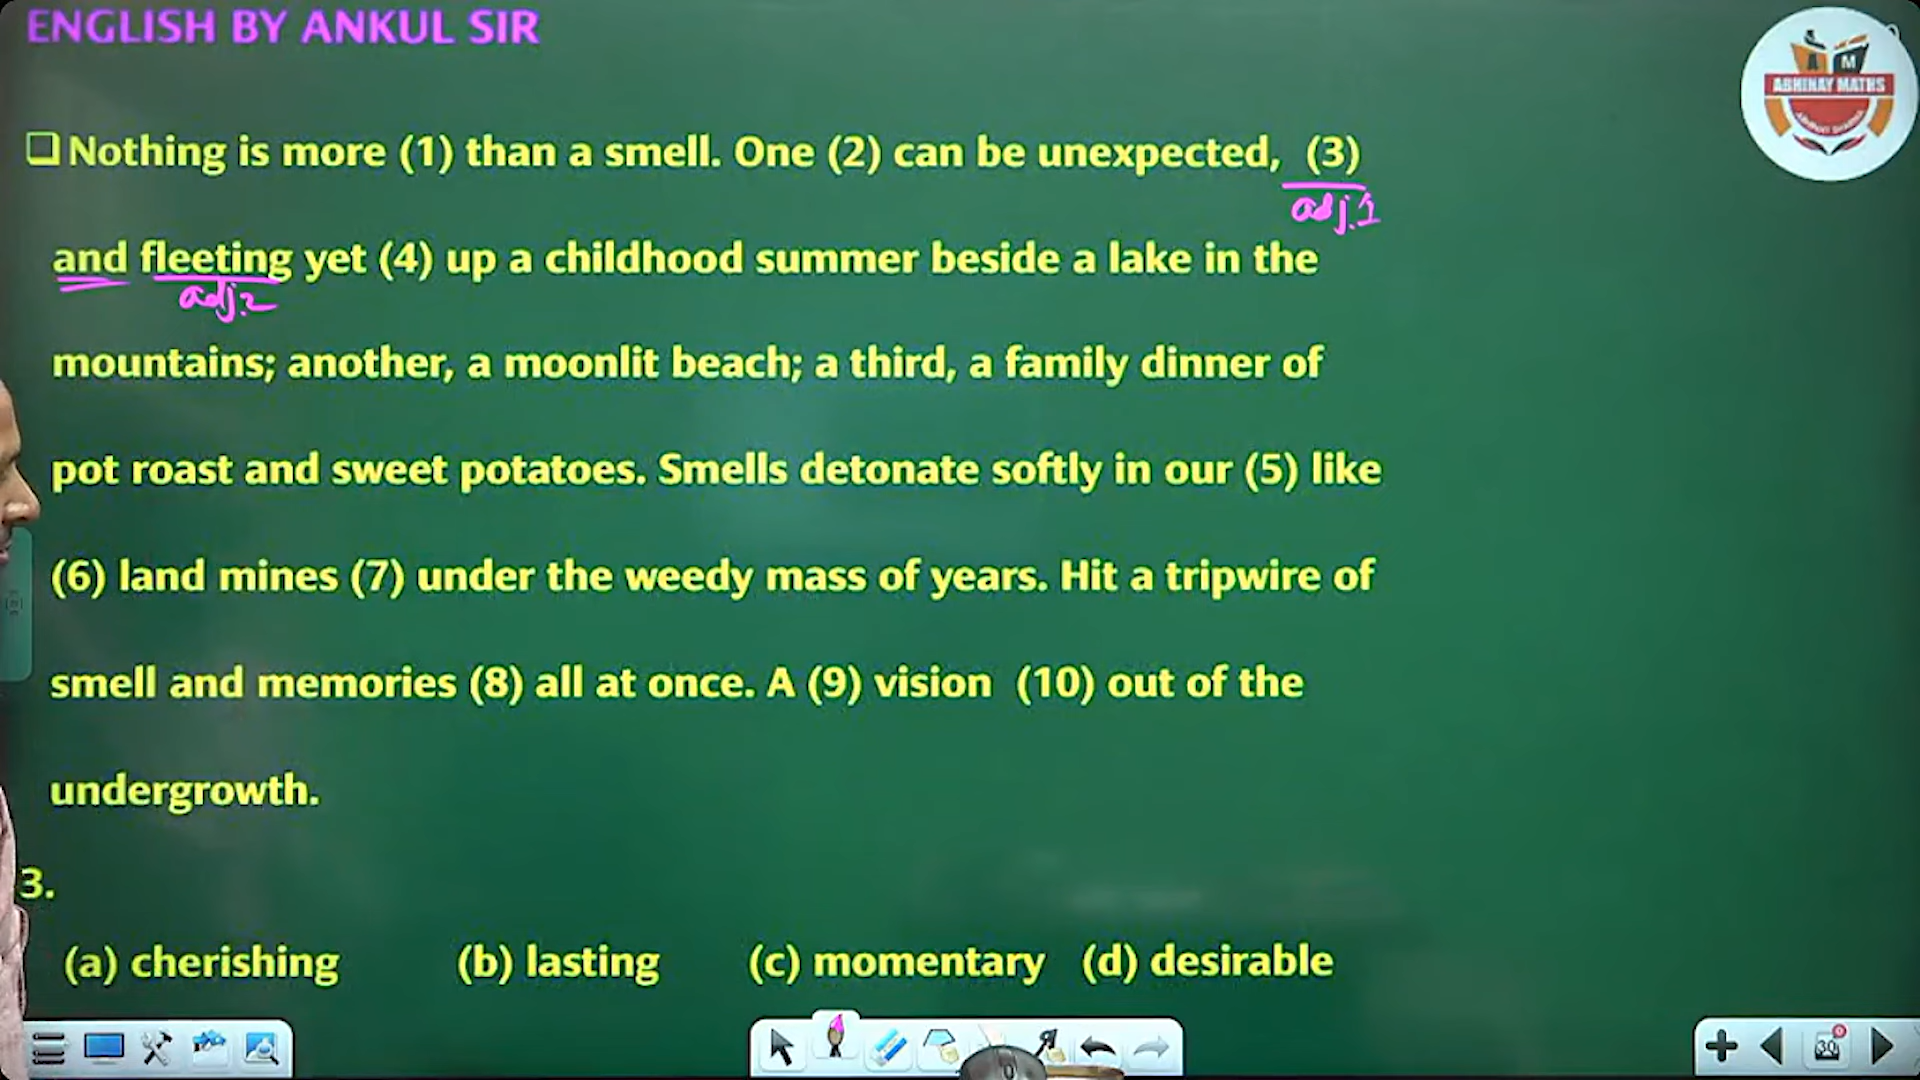 ENGLISH BY ANKUL SIR
A M
ABHINAY MATHS
❑ Nothing is more (1) than a smell. One (2) can be unexpected, (3)
adj.1
and fleeting yet (4) up a childhood summer beside a lake in the
adj.2
mountains; another, a moonlit beach; a third, a family dinner of
pot roast and sweet potatoes. Smells detonate softly in our (5) like
(6) land mines (7) under the weedy mass of years. Hit a tripwire of
smell and memories (8) all at once. A (9) vision (10) out of the
undergrowth.
3.
(a) cherishing (b) lasting (c) momentary (d) desirable
30